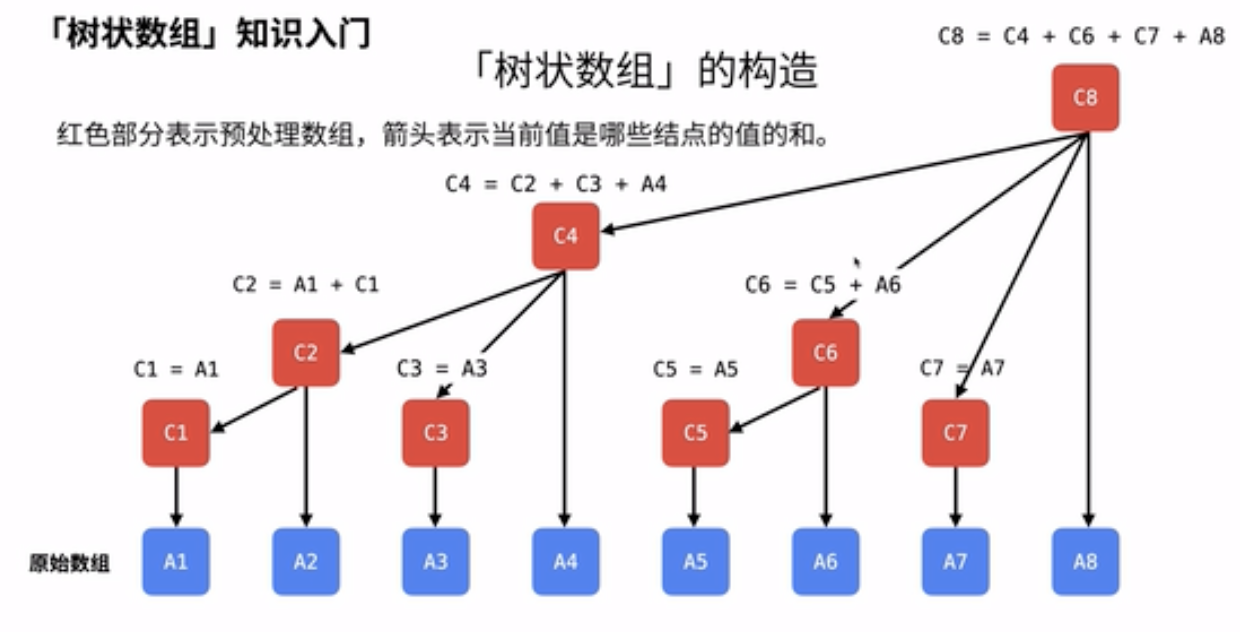 「树状数组」知识入门
C8 = C4 + C6 + C7 + A8
「树状数组」的构造
C8
红色部分表示预处理数组，箭头表示当前值是哪些结点的值的和。
C4 = C2 + C3 + A4
C4
C2 = A1 + C1
C6 = C5 + A6
C2
C6
C1 = A1
C3 = A3
C5 = A5
C7 = A7
C1
C3
C5
C7
原始数组
A1
A2
A3
A4
A5
A6
A7
A8